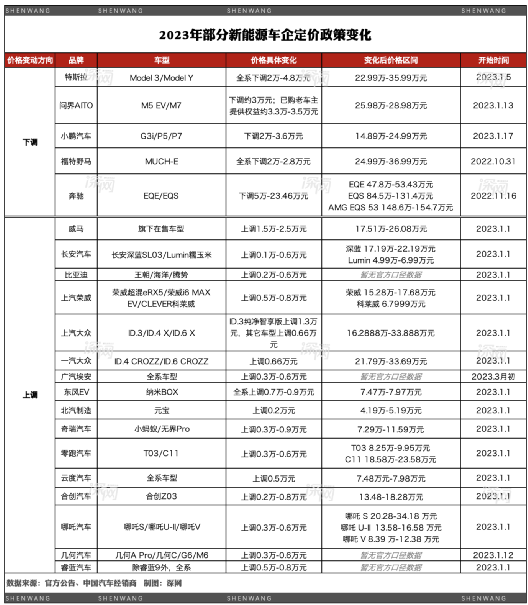 SHENWANG SHENWANG SHENWANG SHENWANG
2023年部分新能源车企定价政策变化
价格变动方向 品牌 车型 价格具体变化 变化后价格区间 开始时间
下调
特斯拉 Model 3/Model Y 全系下调2万-4.8万元 22.99万-35.99万元 2023.1.5
问界AITO M5 EV/M7 下调约3万元；已购老车主
提供权益约3.3万-3.5万元 25.98万-28.98万元 2023.1.13
小鹏汽车 G3i/P5/P7 下调2万-3.6万元 14.89万-24.99万元 2023.1.17
福特野马 MUCH-E 全系下调2万-2.8万元 24.99万-36.99万元 2022.10.31
奔驰 EQE/EQS 下调5万-23.46万元 EQE 47.8万-53.43万元
EQS 84.5万-131.4万元
AMG EQS 53 148.6万-154.7万元 2022.11.16
上调
威马 旗下在售车型 上调1.5万-2.5万元 17.51万-26.08万元 2023.1.1
长安汽车 长安深蓝SL03/Lumin糯玉米 上调0.1万-0.6万元 深蓝 17.19万-22.19万元
Lumin 4.99万-6.99万元 2023.1.1
比亚迪 王朝/海洋/腾势 上调0.2万-0.6万元 暂无官方口径数据 2023.1.1
上汽荣威 荣威超混eRX5/荣威i6 MAX
EV/CLEVER科莱威 上调0.5万-0.8万元 荣威 15.28万-17.68万元
科莱威 6.7999万元 2023.1.1
上汽大众 ID.3/ID.4 X/ID.6 X ID.3纯净智享版上调1.3万
元、其它车型上调0.66万
元 16.2888万-33.888万元 2023.1.1
一汽大众 ID.4 CROZZ/ID.6 CROZZ 上调0.66万元 21.79万-33.69万元 2023.1.1
广汽埃安 全系车型 上调0.3万-0.6万元 暂无官方口径数据 2023.3月初
东风EV 纳米BOX 全系上调0.7万-0.9万元 7.47万-7.97万元 2023.1.1
北汽制造 元宝 上调0.2万元 4.19万-5.19万元 2023.1.1
奇瑞汽车 小蚂蚁/无界Pro 上调0.3万-0.9万元 7.29万-11.59万元 2023.1.1
零跑汽车 T03/C11 上调0.3万-0.6万元 T03 8.25万-9.95万元
C11 18.58万-23.58万元 2023.1.1
云度汽车 全系车型 上调0.5万元 7.48万元-7.98万元 2023.1.1
合创汽车 合创Z03 上调0.2万-0.8万元 13.48-18.28万元 2023.1.1
哪吒汽车 哪吒S/哪吒U-II/哪吒V 上调0.3万-0.6万元 哪吒 S 20.28-34.18 万元
哪吒 U-II 13.58-16.58 万元
哪吒 V 8.39 万-12.38 万元 2023.1.1
几何汽车 几何A Pro/几何C/G6/M6 上调0.3万-0.6万元 暂无官方口径数据 2023.1.12
睿蓝汽车 除睿蓝9外、全系 上调0.5万-0.8万元 暂无官方口径数据 2023.1.1
数据来源：官方公告、中国汽车经销商 制图：深网
SHENWANG SHENWANG SHENWANG SHENWANG